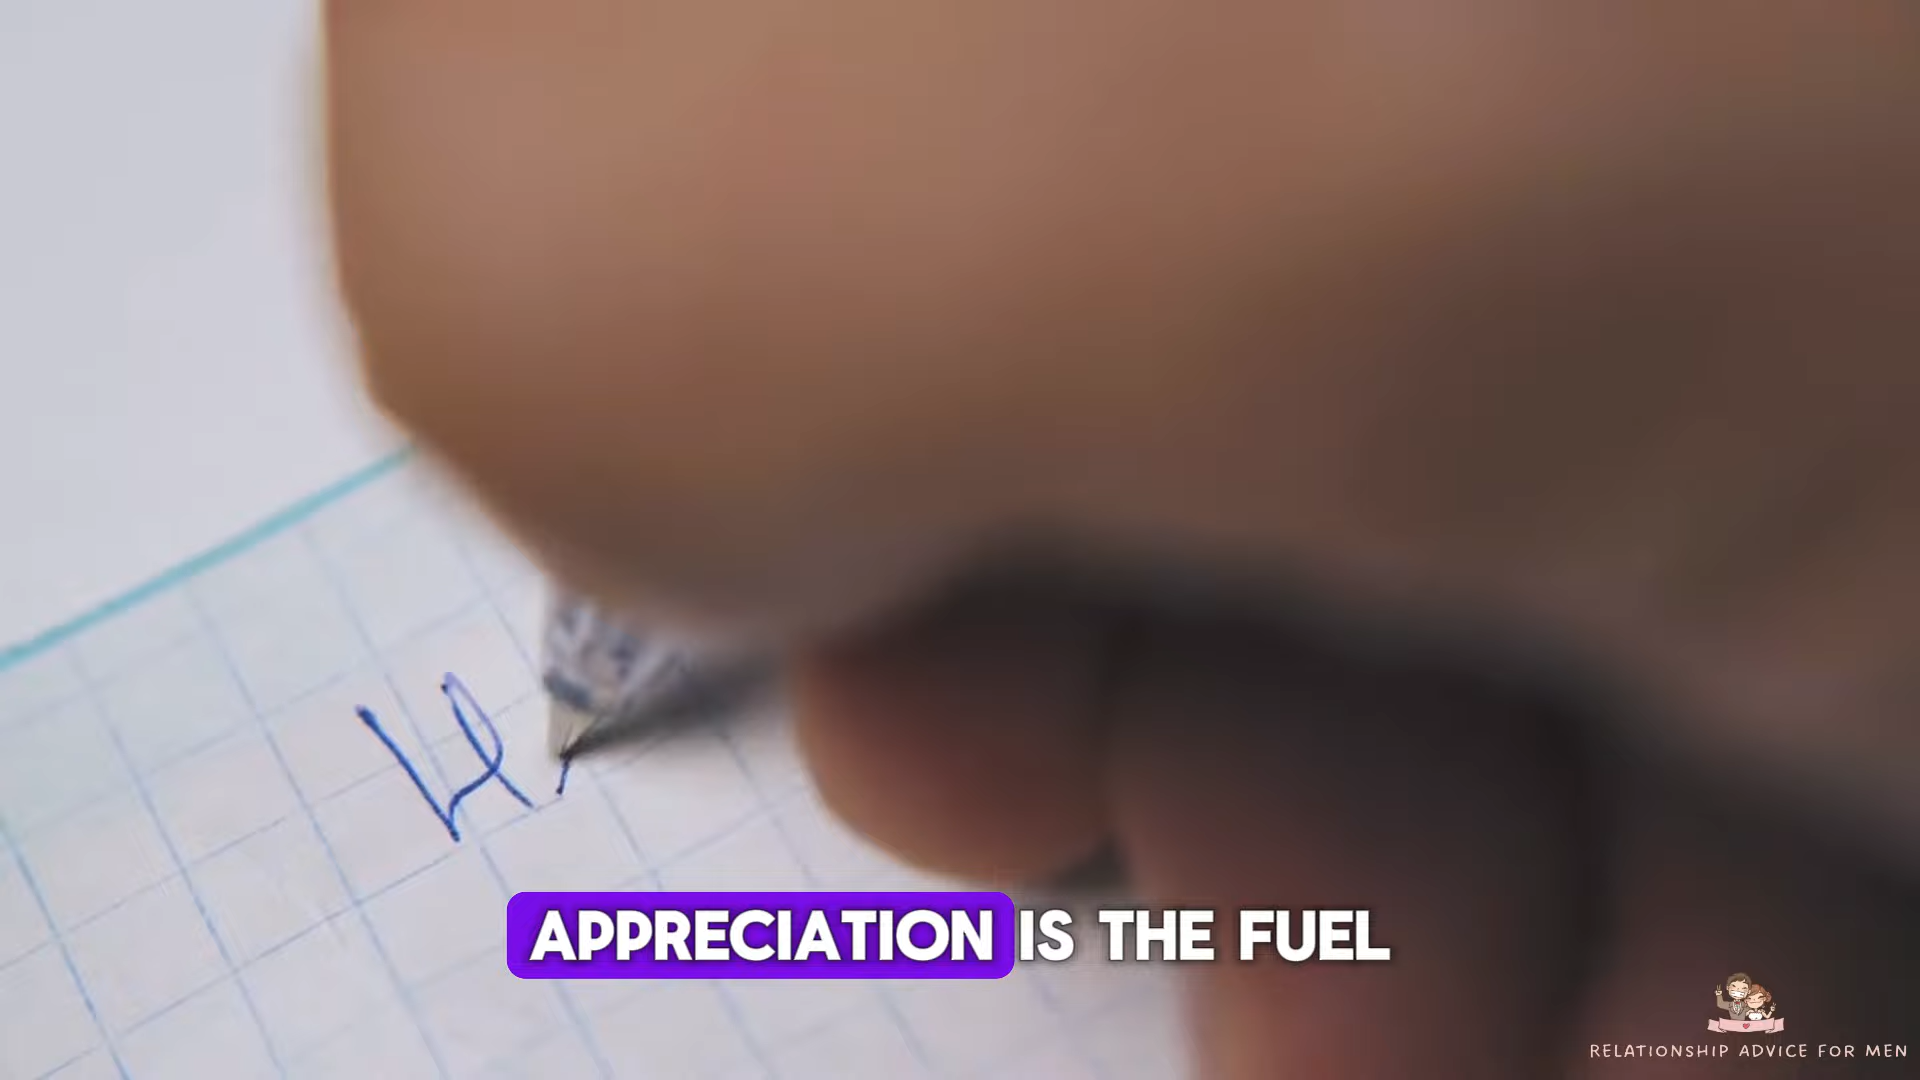 APPRECIATION IS THE FUEL
RELATIONSHIP ADVICE FOR MEN